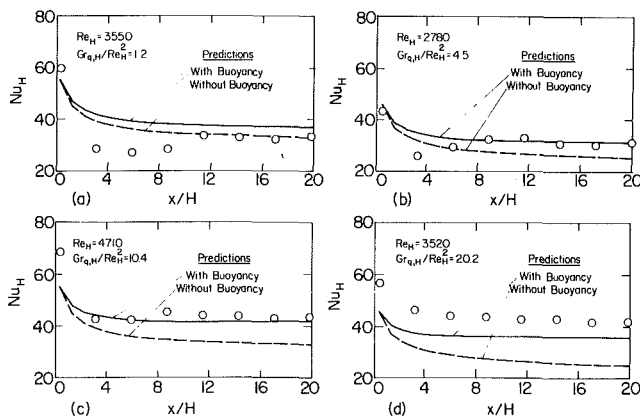 Re_H=3550
Gr_q,H/Re_H^2=1.2
Predictions
With Buoyancy
Without Buoyancy
Nu_H
80
60
40
20
0 4 8 12 16 20
(a) x/H
Re_H=2780
Gr_q,H/Re_H^2=4.5
Predictions
With Buoyancy
Without Buoyancy
Nu_H
80
60
40
20
0 4 8 12 16 20
(b) x/H
Re_H=4710
Gr_q,H/Re_H^2=10.4
Predictions
With Buoyancy
Without Buoyancy
Nu_H
80
60
40
20
0 4 8 12 16 20
(c) x/H
Re_H=3520
Gr_q,H/Re_H^2=20.2
Predictions
With Buoyancy
Without Buoyancy
Nu_H
80
60
40
20
0 4 8 12 16 20
(d) x/H